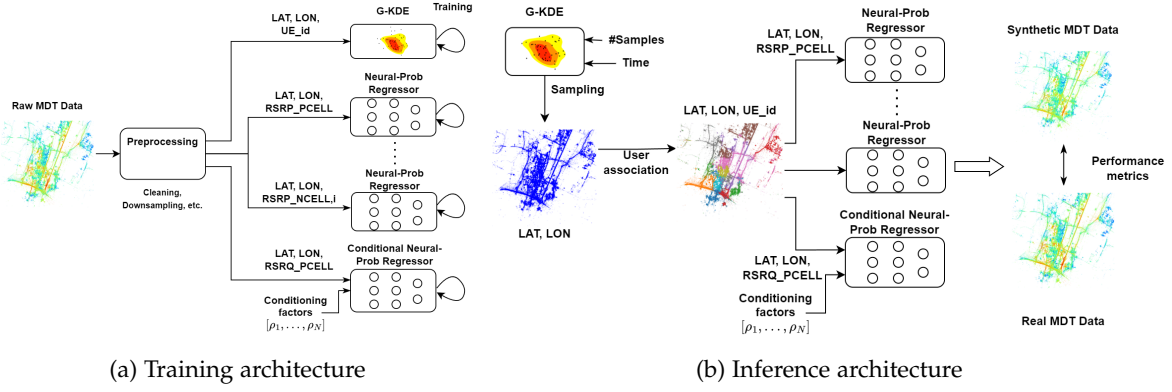 Raw MDT Data
Preprocessing
Cleaning,
Downsampling, etc.
LAT, LON,
UE_id
G-KDE
Training
LAT, LON,
RSRP_PCELL
Neural-Prob
Regressor
LAT, LON,
RSRP_NCELL,i
Neural-Prob
Regressor
LAT, LON,
RSRQ_PCELL
Conditional Neural-
Prob Regressor
Conditioning
factors
[ρ1, . . . , ρN]
(a) Training architecture
G-KDE
#Samples
Time
Sampling
LAT, LON
User
association
LAT, LON, UE_id
LAT, LON,
RSRP_PCELL
Neural-Prob
Regressor
Neural-Prob
Regressor
Conditional Neural-
Prob Regressor
LAT, LON,
RSRQ_PCELL
Conditioning
factors
[ρ1, . . . , ρN]
Synthetic MDT Data
Performance
metrics
Real MDT Data
(b) Inference architecture